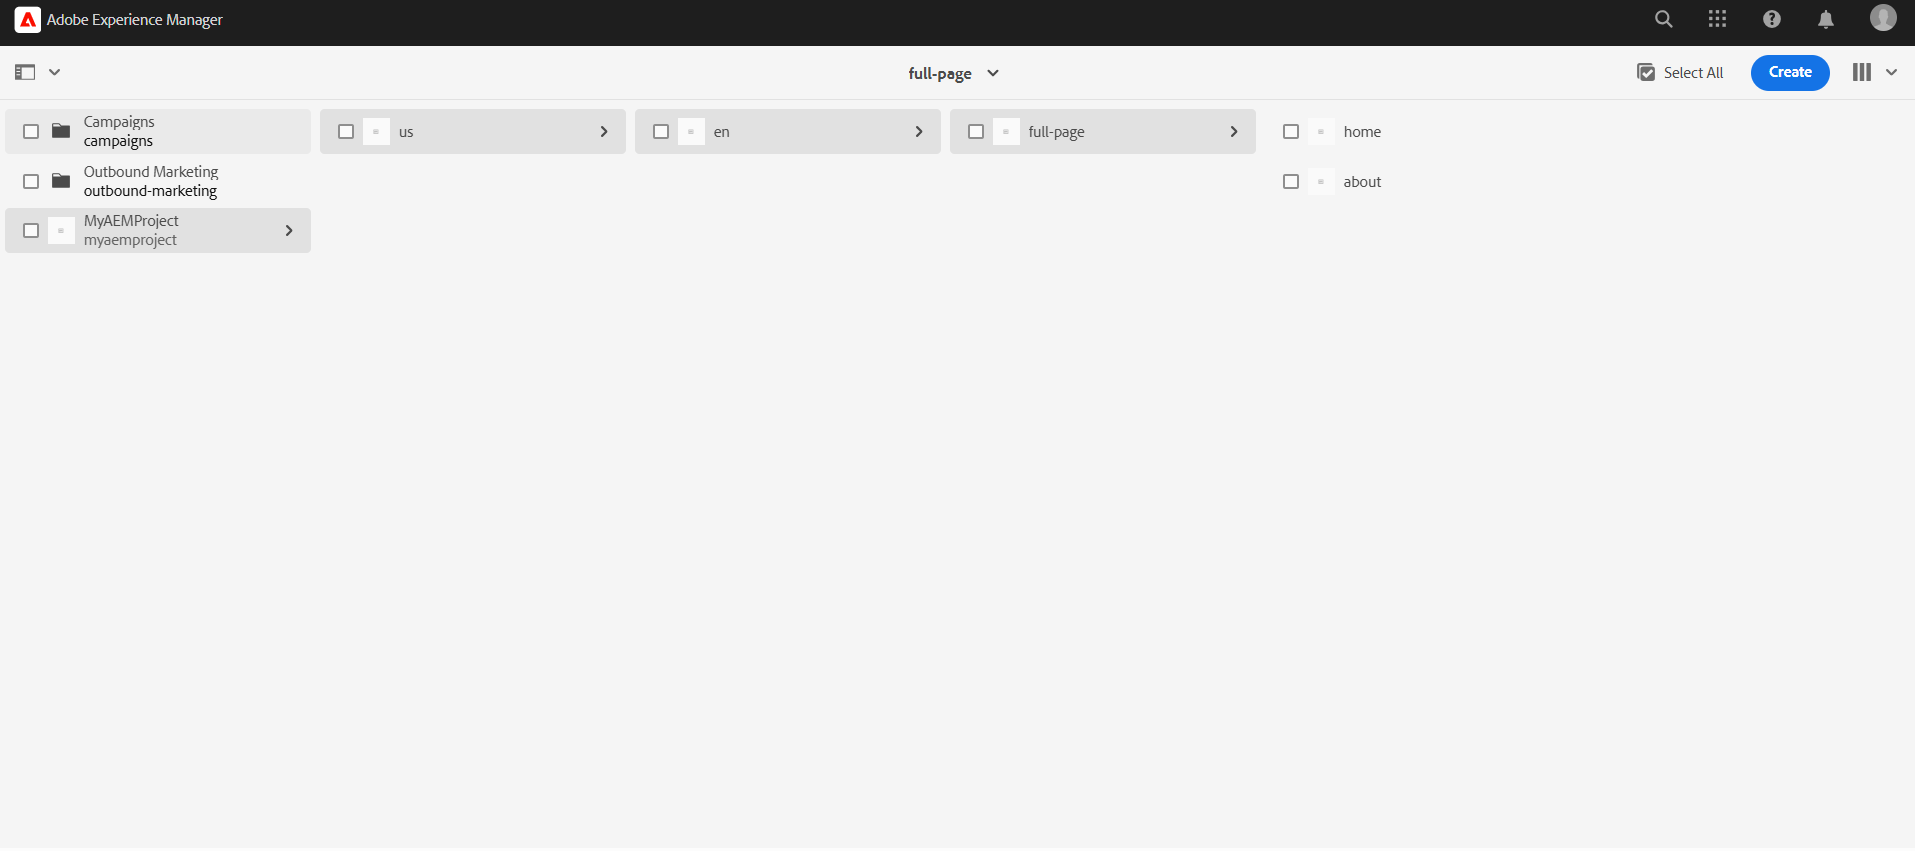 Adobe Experience Manager
full-page
Select All
Create
Campaigns
campaigns
Outbound Marketing
outbound-marketing
MyAEMProject
myaemproject
us
en
full-page
home
about